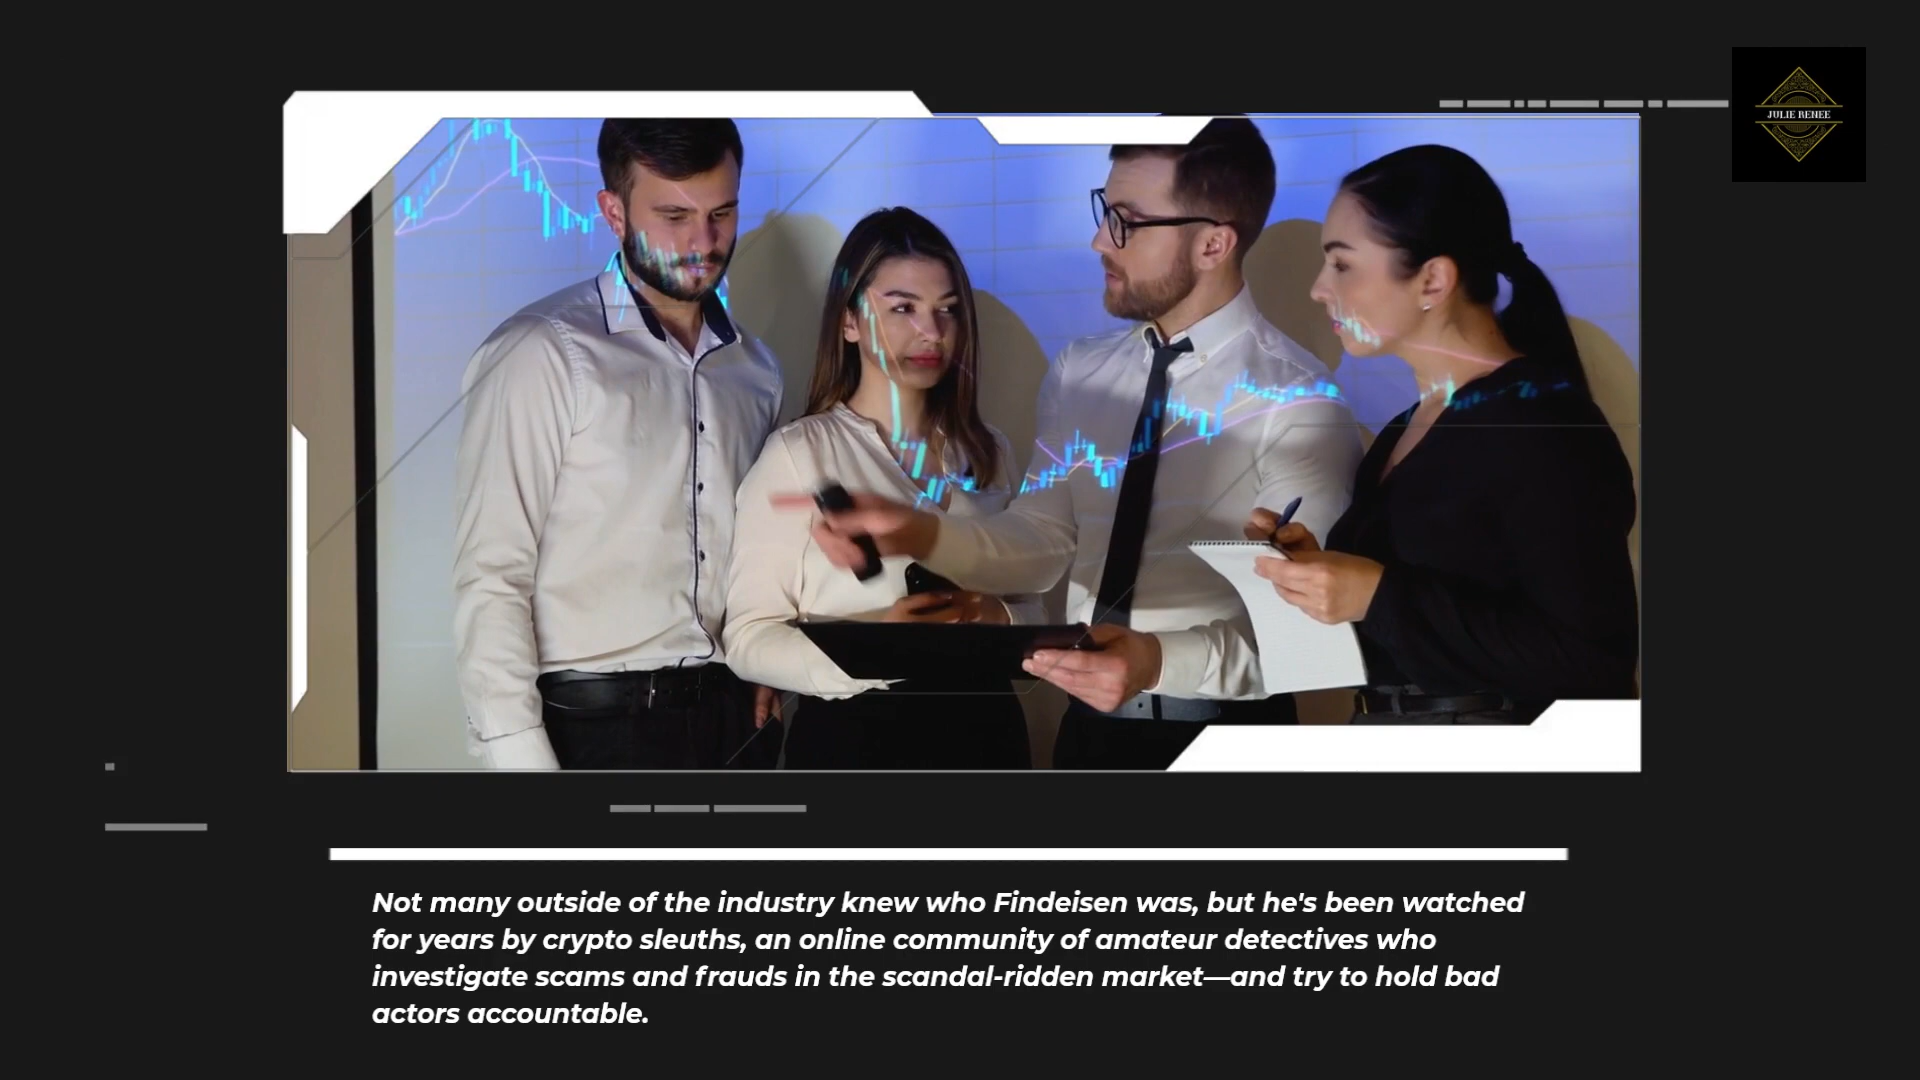 JULIE RENEE
Not many outside of the industry knew who Findeisen was, but he's been watched
for years by crypto sleuths, an online community of amateur detectives who
investigate scams and frauds in the scandal-ridden market—and try to hold bad
actors accountable.